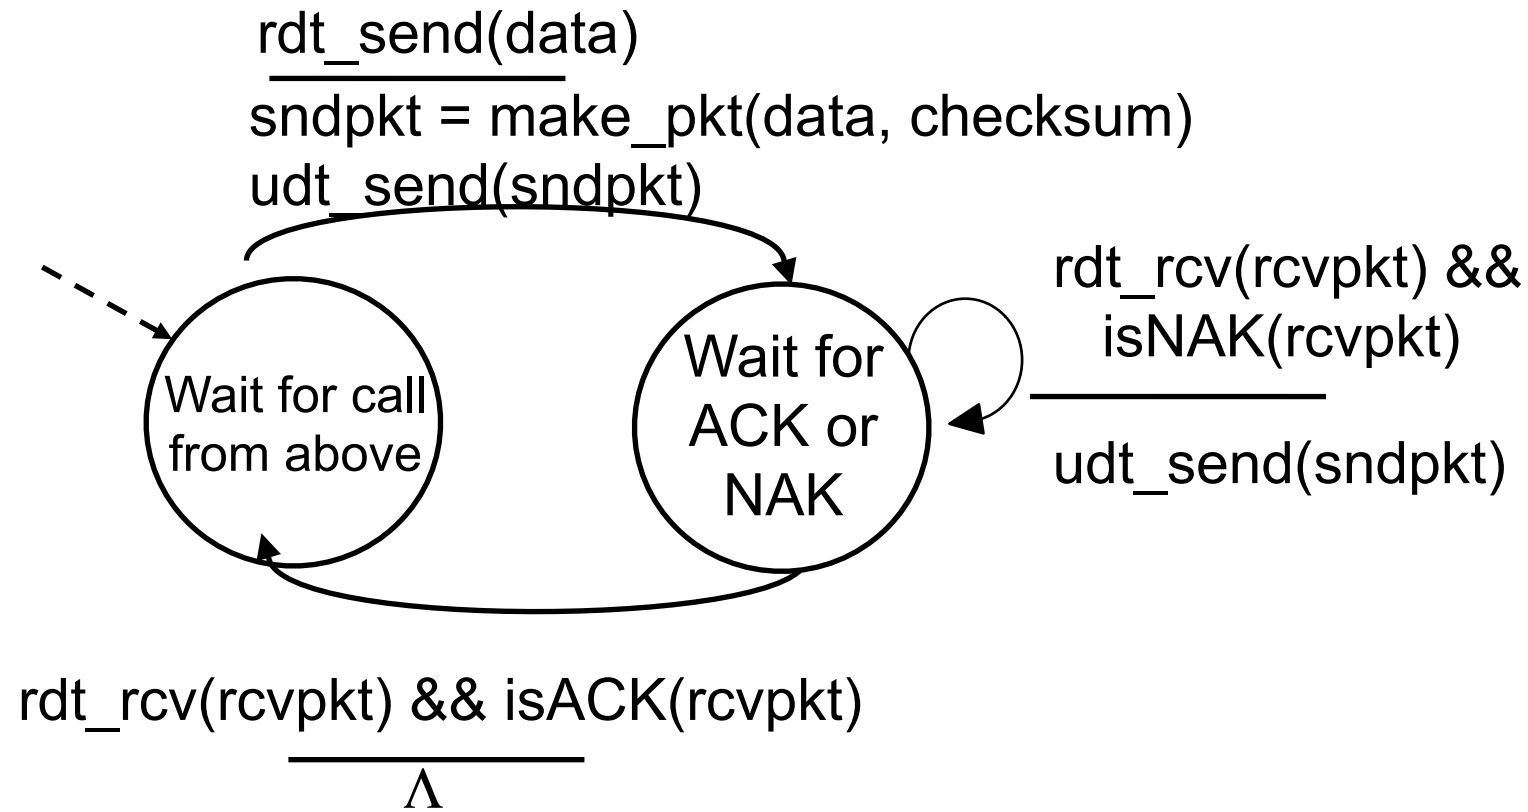 rdt_send(data)
sndpkt = make_pkt(data, checksum)
udt_send(sndpkt)
Wait for call
from above
Wait for
ACK or
NAK
rdt_rcv(rcvpkt) &&
isNAK(rcvpkt)
udt_send(sndpkt)
rdt_rcv(rcvpkt) && isACK(rcvpkt)
Λ